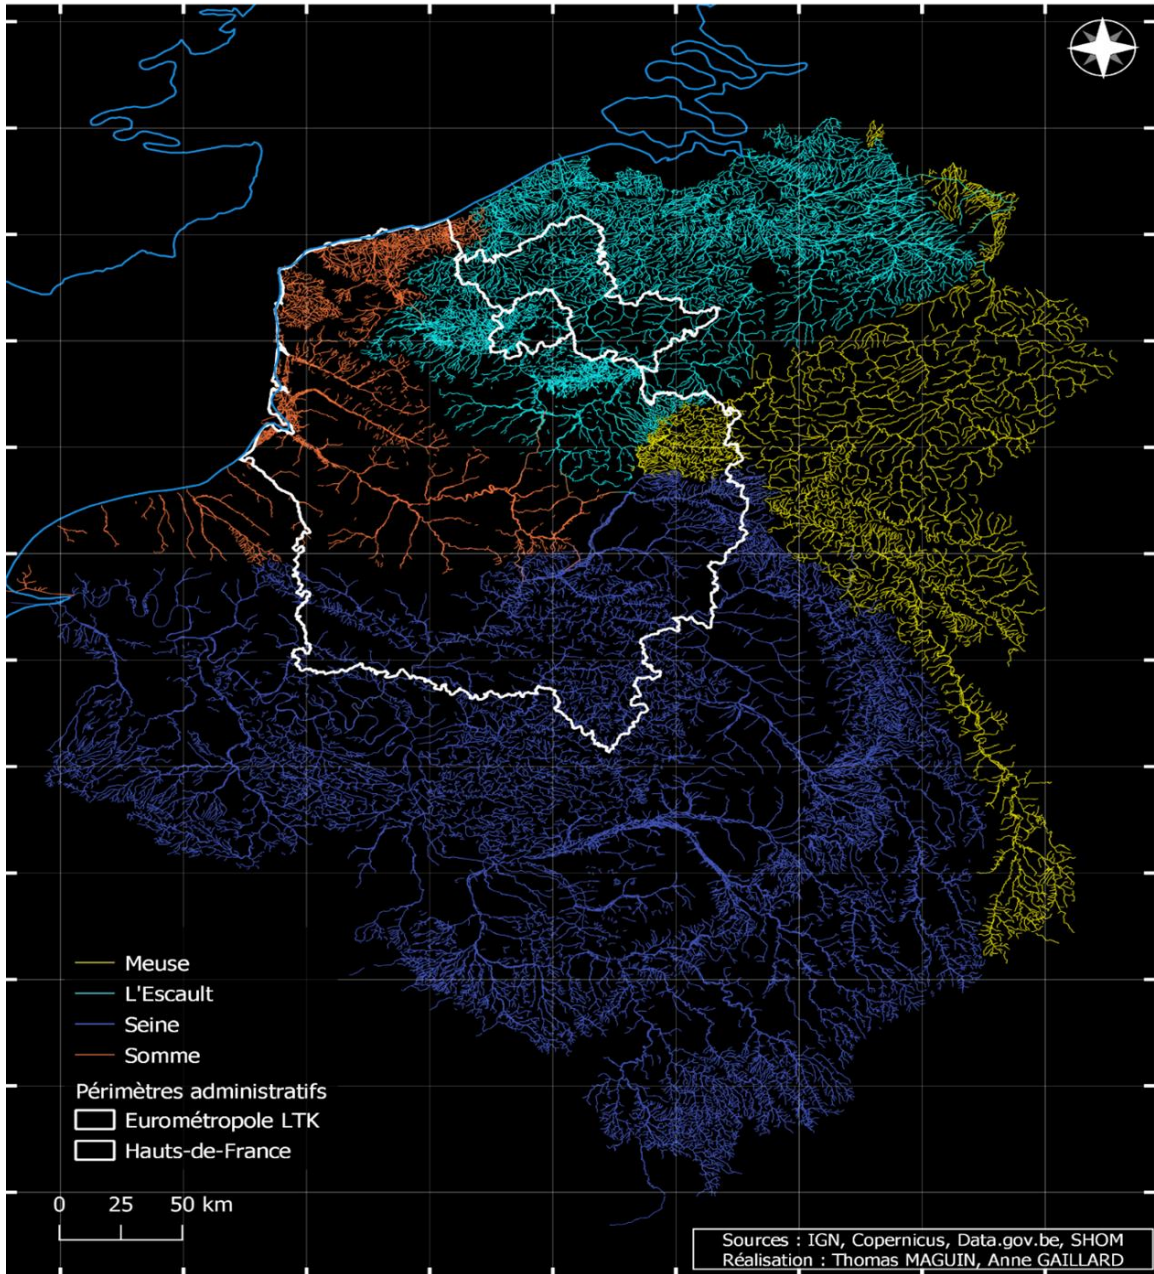 Meuse
L'Escault
Seine
Somme
Périmètres administratifs
Eurométropole LTK
Hauts-de-France
0 25 50 km
Sources : IGN, Copernicus, Data.gov.be, SHOM
Réalisation : Thomas MAGUIN, Anne GAILLARD